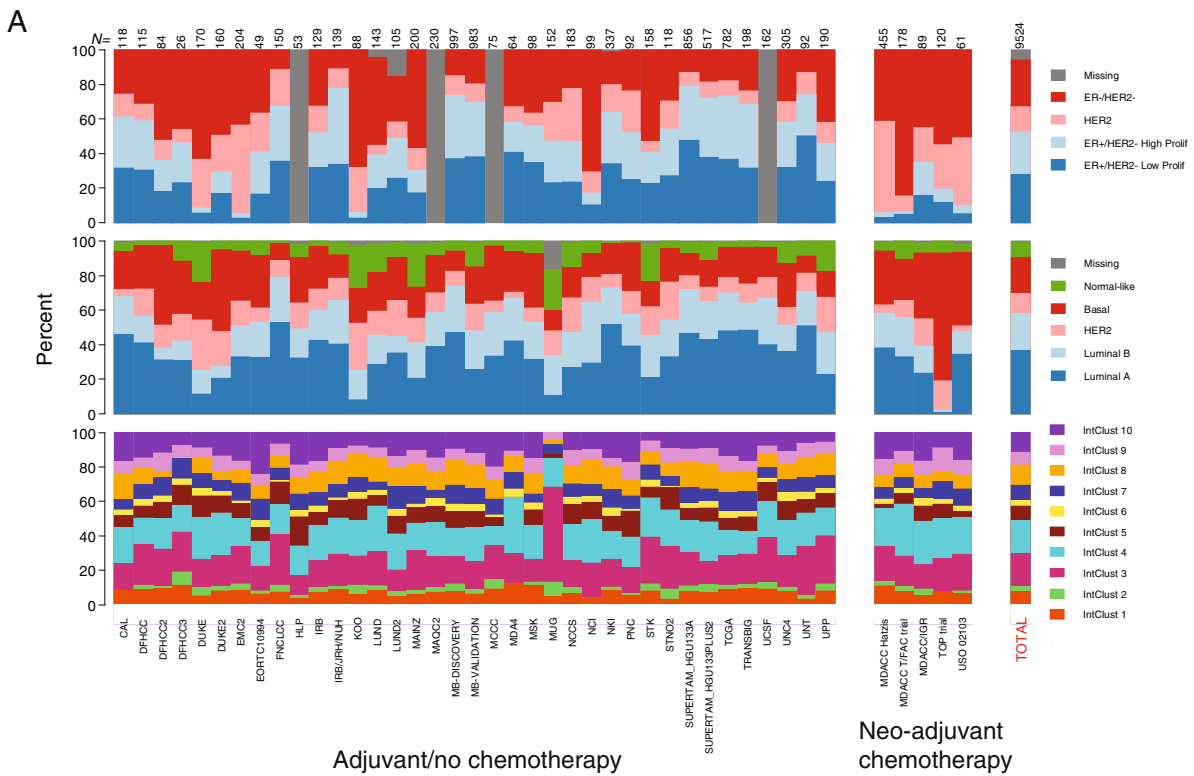 A
N=
118
115
84
26
170
160
204
49
150
53
129
139
88
143
105
200
230
997
983
75
64
98
152
183
99
337
92
158
118
856
517
782
198
162
305
92
190
455
178
89
120
61
9524
100
80
60
40
20
0
Missing
ER-/HER2-
HER2
ER+/HER2- High Prolif
ER+/HER2- Low Prolif
Percent
100
80
60
40
20
0
Missing
Normal-like
Basal
HER2
Luminal B
Luminal A
100
80
60
40
20
0
IntClust 10
IntClust 9
IntClust 8
IntClust 7
IntClust 6
IntClust 5
IntClust 4
IntClust 3
IntClust 2
IntClust 1
CAL
DFHCC
DFHCC2
DFHCC3
DUKE
DUKE2
EMC2
EORTC10994
FNCLCC
HLP
IRB
IRB/JRH/NUH
KOO
LUND
LUND2
MAINZ
MAQC2
MB-DISCOVERY
MB-VALIDATION
MCCC
MDA4
MSK
MUG
NCCS
NCI
NKI
PNC
STK
STNO2
SUPERTAM_HGU133A
SUPERTAM_HGU133PLUS2
TCGA
TRANSBIG
UCSF
UNC4
UNT
UPP
MDACC Hatzis
MDACC T/FAC trial
MDACC/IGR
TOP trial
USO 02103
TOTAL
Adjuvant/no chemotherapy
Neo-adjuvant
chemotherapy